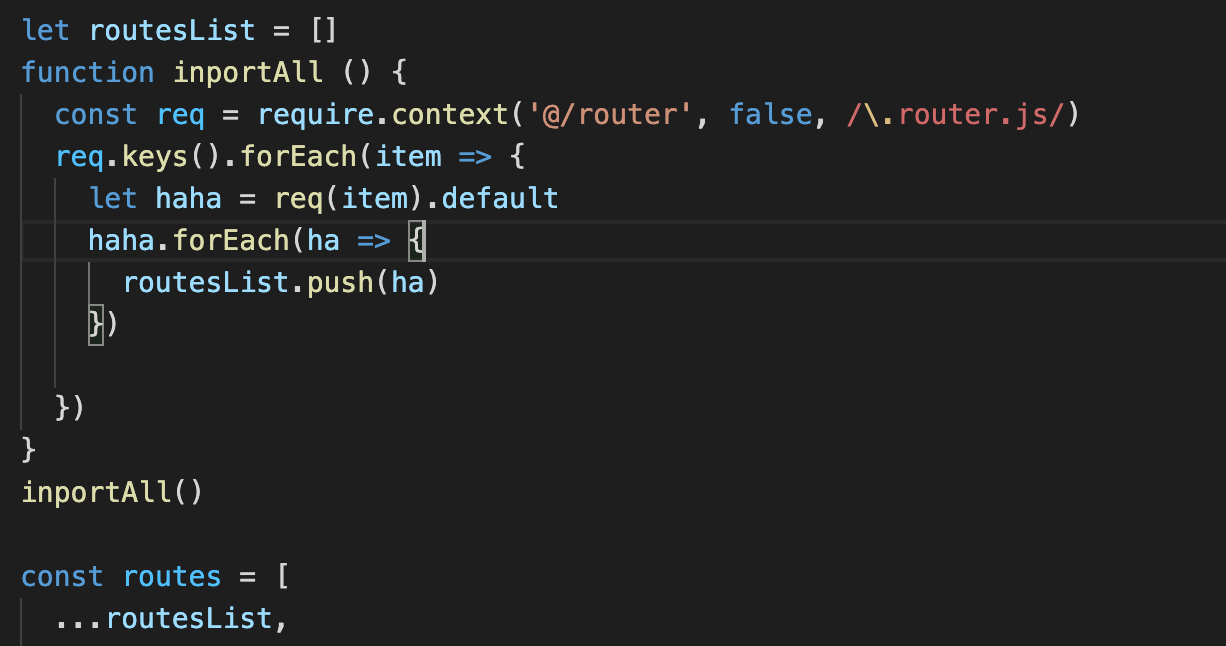 let routesList = []
function inportAll () {
  const req = require.context('@/router', false, /\.router.js/)
  req.keys().forEach(item => {
    let haha = req(item).default
    haha.forEach(ha => {
      routesList.push(ha)
    })
  })
}
inportAll()
const routes = [
  ...routesList,